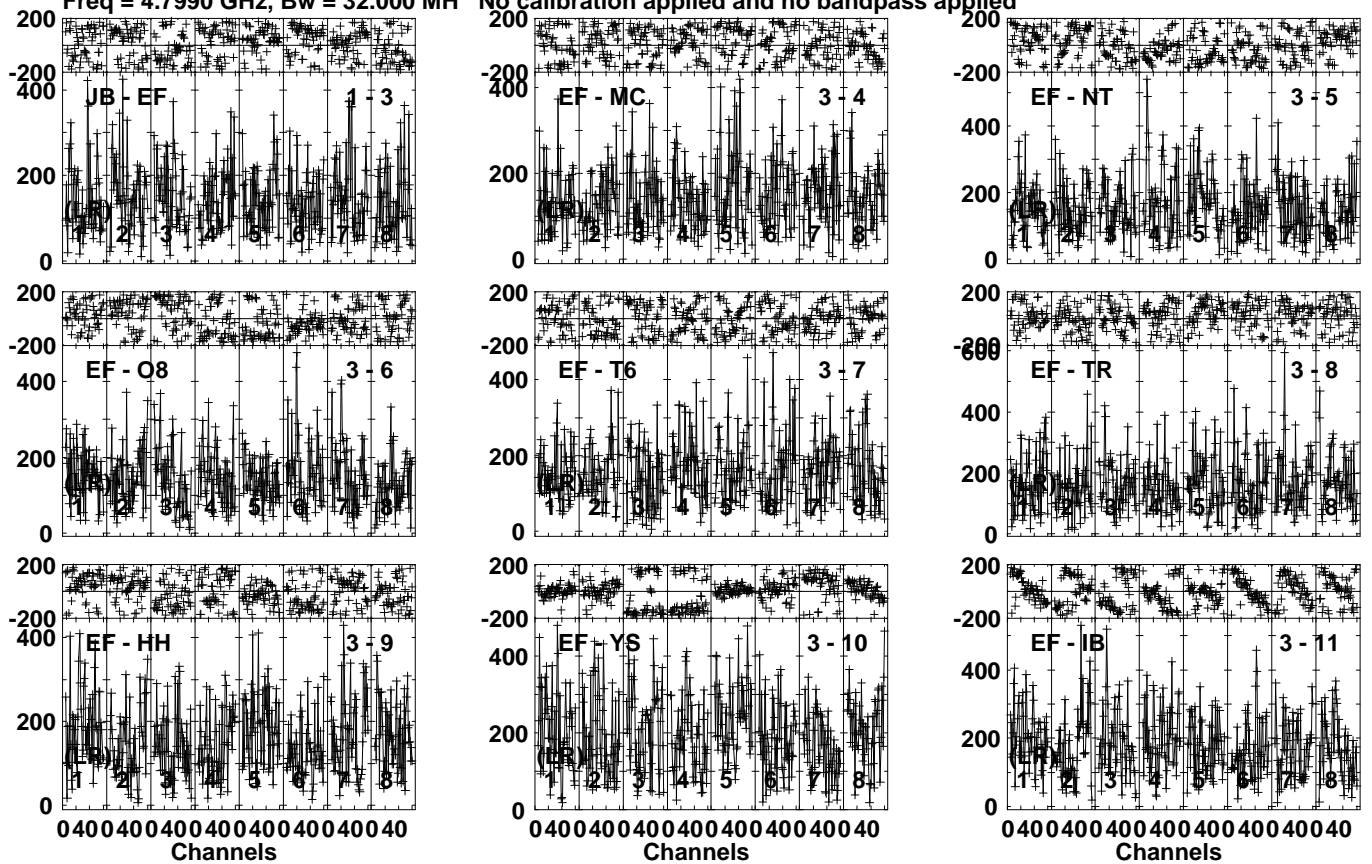 Freq = 4.7990 GHz, Bw = 32.000 MH No calibration applied and no bandpass applied
200
-200
JB - EF 1 - 3
400
200
0
(LR)
1 2 3 4 5 6 7 8
200
-200
EF - MC 3 - 4
400
200
0
(LR)
1 2 3 4 5 6 7 8
200
-200
EF - NT 3 - 5
400
200
0
(LR)
1 2 3 4 5 6 7 8
200
-200
EF - O8 3 - 6
400
200
0
(LR)
1 2 3 4 5 6 7 8
200
-200
EF - T6 3 - 7
400
200
0
(LR)
1 2 3 4 5 6 7 8
200
-200
600
EF - TR 3 - 8
400
200
0
(LR)
1 2 3 4 5 6 7 8
200
-200
EF - HH 3 - 9
400
200
0
(LR)
1 2 3 4 5 6 7 8
0 40 0 40 0 40 0 40 0 40 0 40 0 40 0 40
Channels
200
-200
EF - YS 3 - 10
400
200
0
(LR)
1 2 3 4 5 6 7 8
0 40 0 40 0 40 0 40 0 40 0 40 0 40 0 40
Channels
200
-200
EF - IB 3 - 11
400
200
0
(LR)
1 2 3 4 5 6 7 8
0 40 0 40 0 40 0 40 0 40 0 40 0 40 0 40
Channels